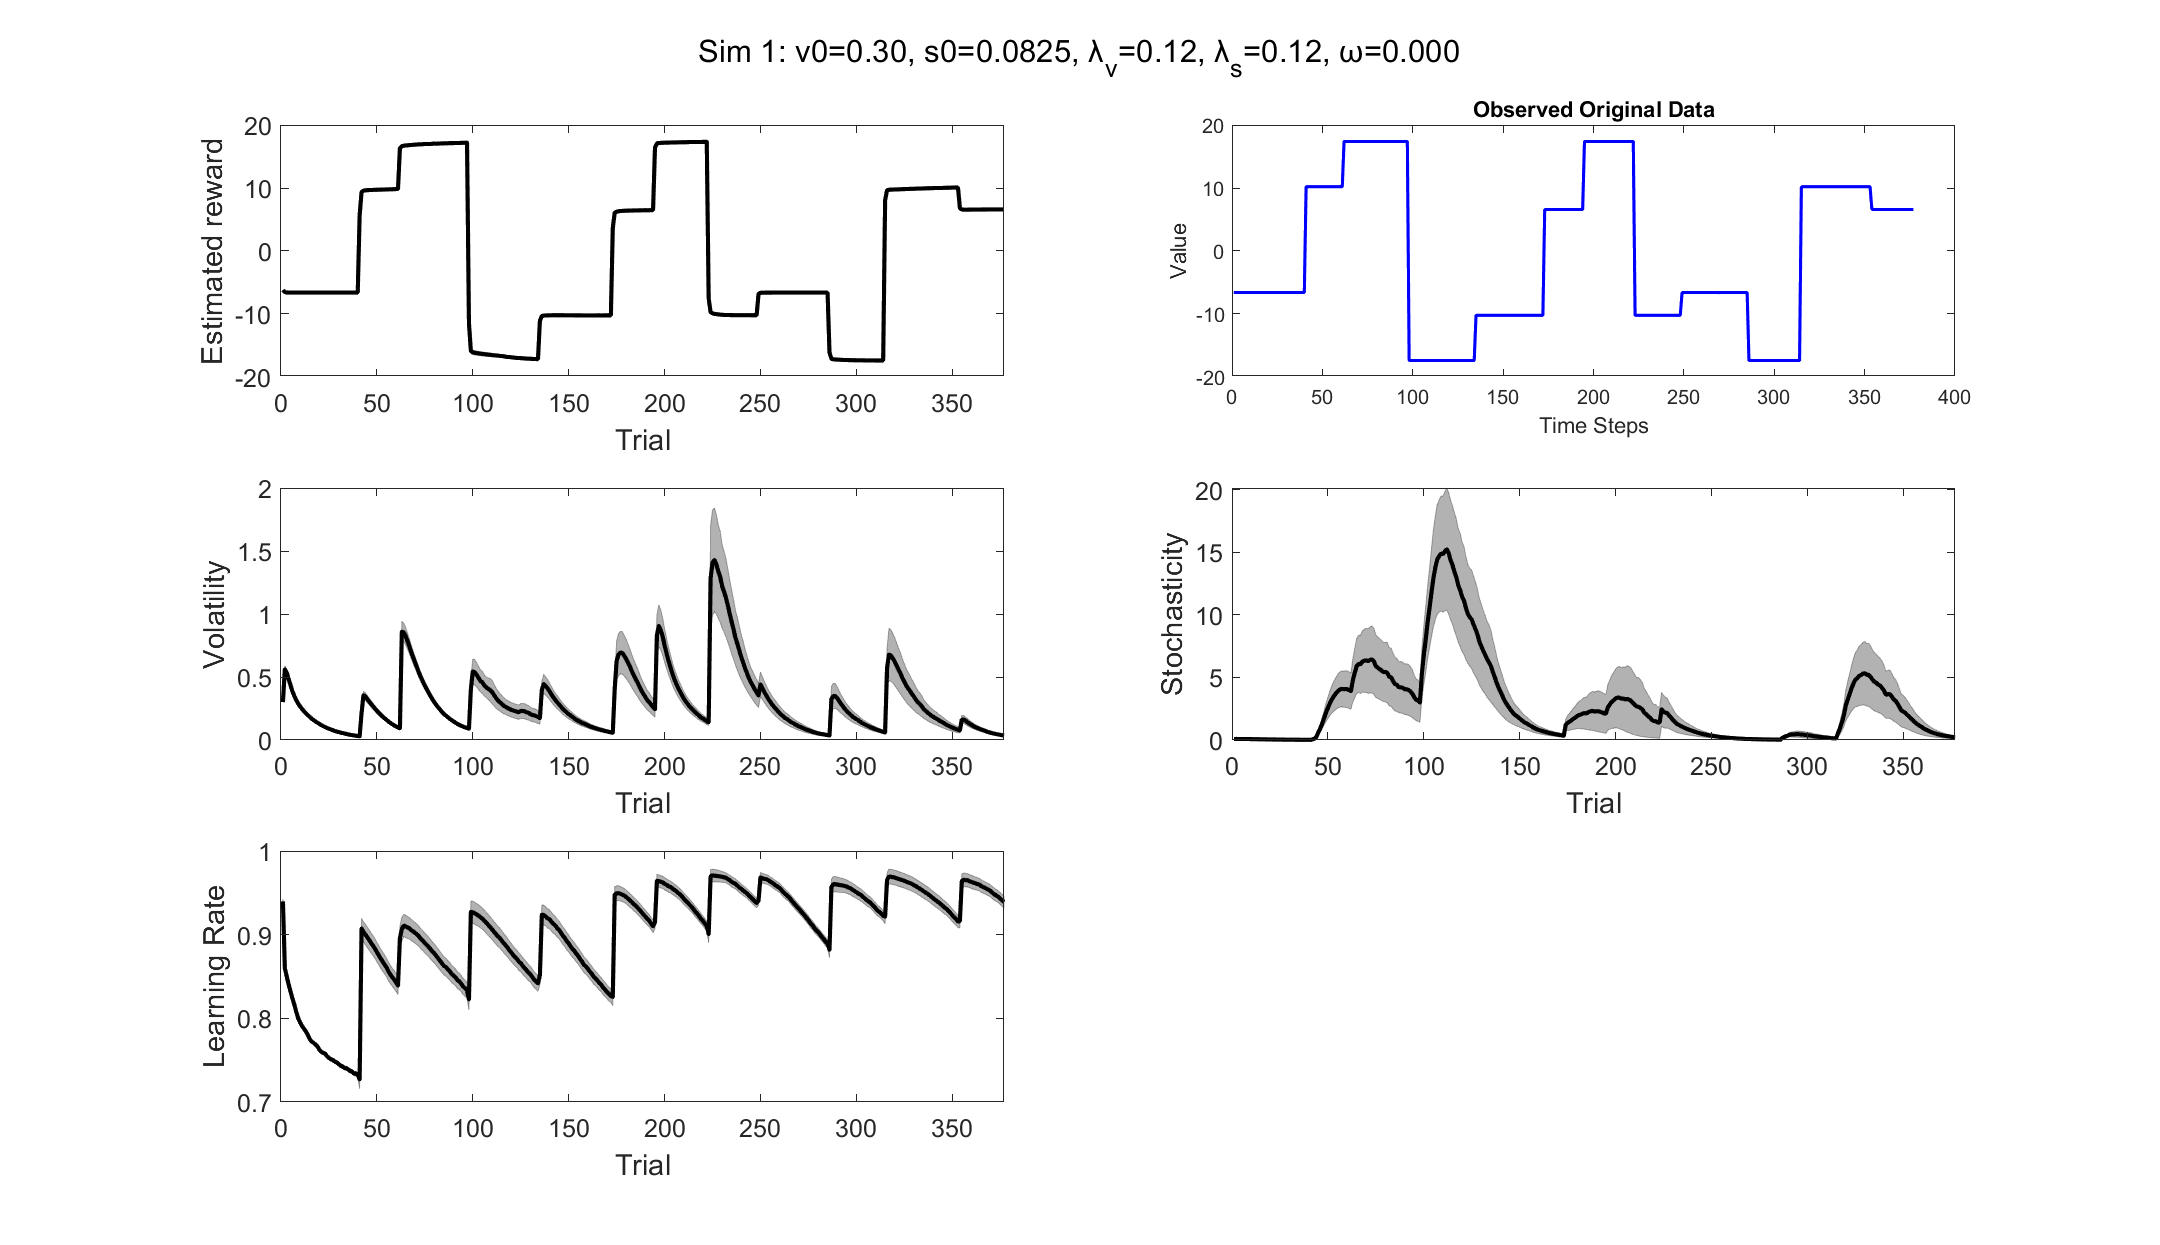 Sim 1: v0=0.30, s0=0.0825, λv=0.12, λs=0.12, ω=0.000
Estimated reward
20
10
0
-10
-20
0 50 100 150 200 250 300 350
Trial
Observed Original Data
Value
20
10
0
-10
-20
0 50 100 150 200 250 300 350 400
Time Steps
Volatility
2
1.5
1
0.5
0
0 50 100 150 200 250 300 350
Trial
Stochasticity
20
15
10
5
0
0 50 100 150 200 250 300 350
Trial
Learning Rate
1
0.9
0.8
0.7
0 50 100 150 200 250 300 350
Trial